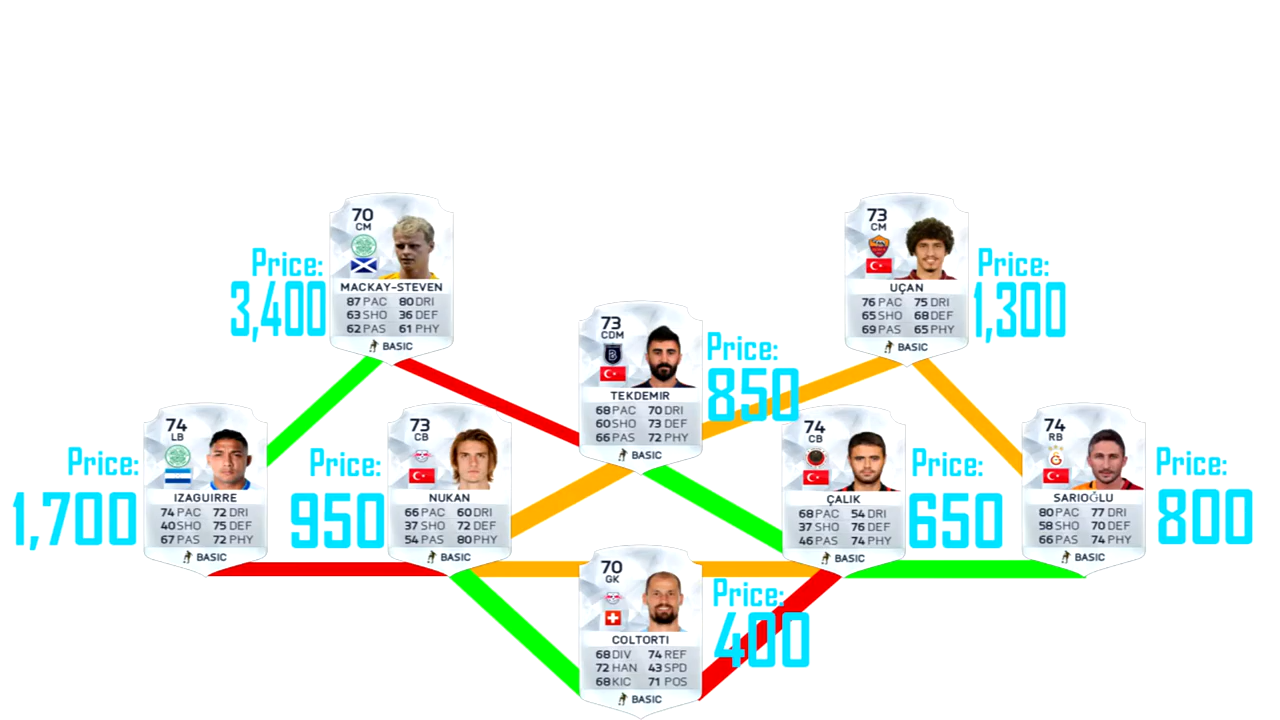 70
CM
MACKAY-STEVEN
87 PAC 80 DRI
63 SHO 36 DEF
62 PAS 61 PHY
BASIC
Price:
3,400
73
CM
UÇAN
76 PAC 75 DRI
65 SHO 68 DEF
69 PAS 65 PHY
BASIC
Price:
1,300
73
CDM
TEKDEMIR
68 PAC 70 DRI
60 SHO 73 DEF
66 PAS 72 PHY
BASIC
Price:
850
74
LB
IZAGUIRRE
74 PAC 72 DRI
40 SHO 75 DEF
67 PAS 72 PHY
BASIC
Price:
1,700
73
CB
NUKAN
66 PAC 60 DRI
37 SHO 72 DEF
54 PAS 80 PHY
BASIC
Price:
950
74
CB
ÇALIK
68 PAC 54 DRI
37 SHO 76 DEF
46 PAS 74 PHY
BASIC
Price:
650
74
RB
SARIOĞLU
80 PAC 77 DRI
58 SHO 70 DEF
66 PAS 74 PHY
BASIC
Price:
800
70
GK
COLTORTI
68 DIV 74 REF
72 HAN 43 SPD
68 KIC 71 POS
BASIC
Price:
400